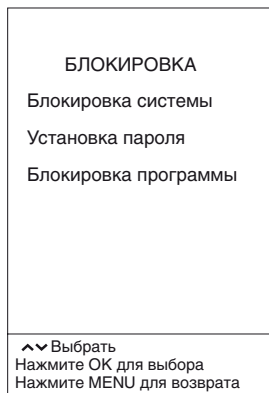 БЛОКИРОВКА
Блокировка системы
Установка пароля
Блокировка программы
Выбрать
Нажмите OK для выбора
Нажмите MENU для возврата